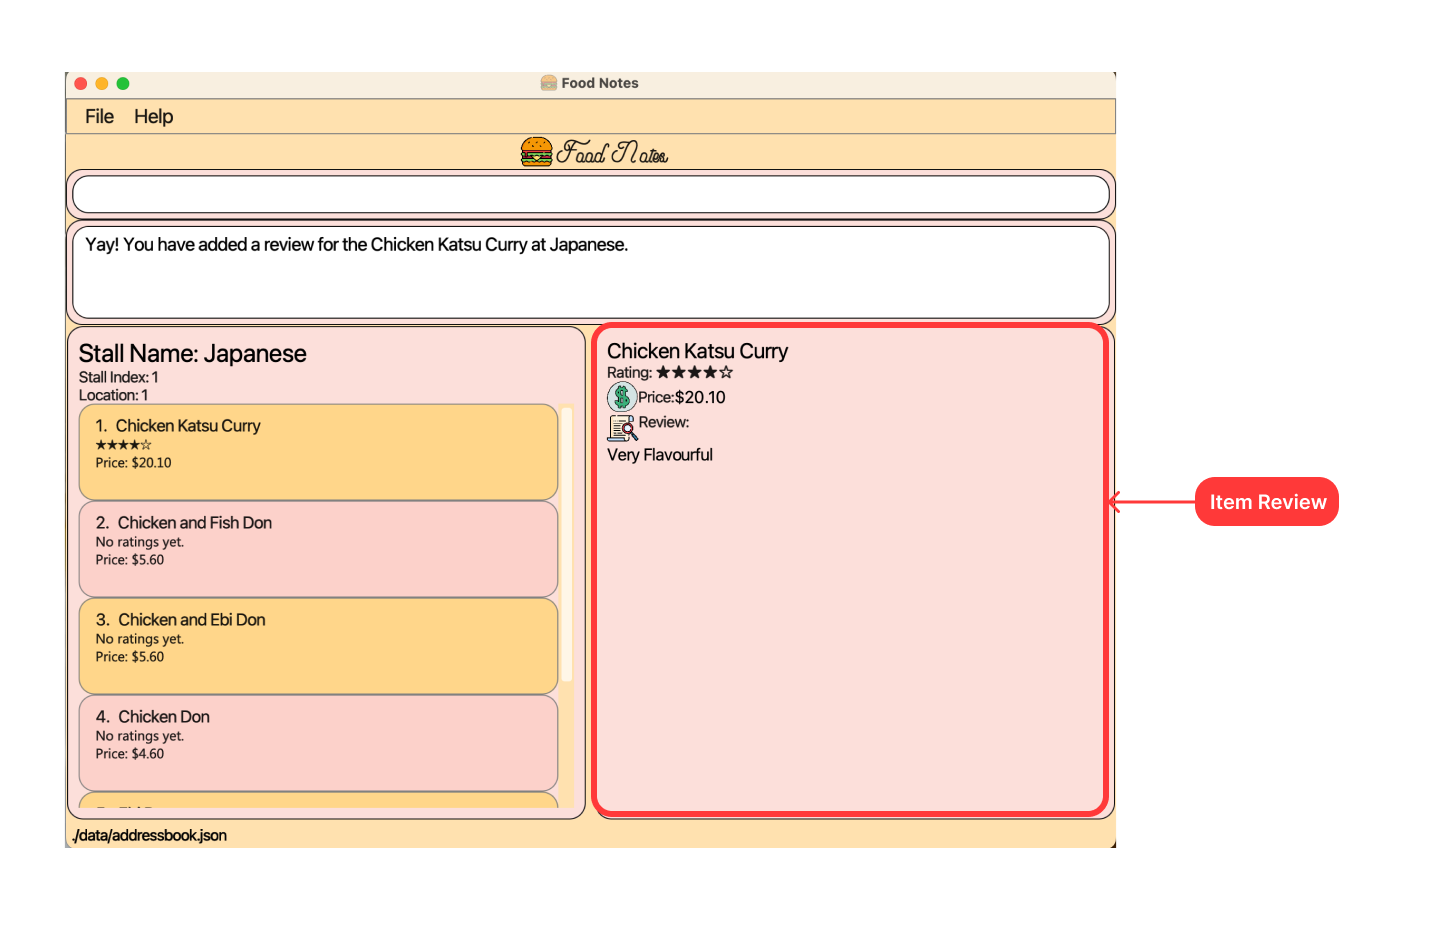 Food Notes
File Help
Food Notes
Yay! You have added a review for the Chicken Katsu Curry at Japanese.
Stall Name: Japanese
Stall Index: 1
Location: 1
1. Chicken Katsu Curry
★★★★☆
Price: $20.10
2. Chicken and Fish Don
No ratings yet.
Price: $5.60
3. Chicken and Ebi Don
No ratings yet.
Price: $5.60
4. Chicken Don
No ratings yet.
Price: $4.60
Chicken Katsu Curry
Rating: ★★★★☆
Price:$20.10
Review:
Very Flavourful
Item Review
./data/addressbook.json